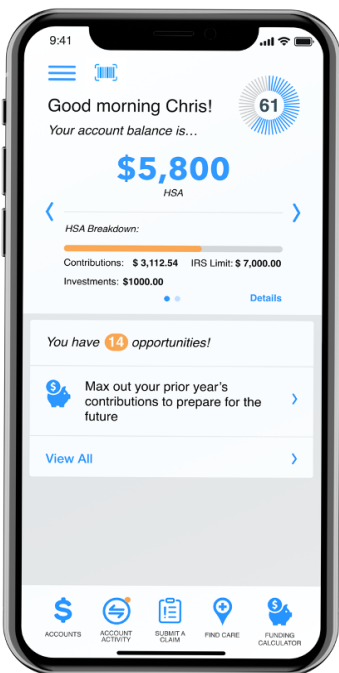 9:41
Good morning Chris!
61
Your account balance is...
$5,800
HSA
HSA Breakdown:
Contributions: $ 3,112.54 IRS Limit: $ 7,000.00
Investments: $1000.00
Details
You have 14 opportunities!
Max out your prior year's
contributions to prepare for the
future
View All
ACCOUNTS
ACCOUNT
ACTIVITY
SUBMIT A
CLAIM
FIND CARE
FUNDING
CALCULATOR